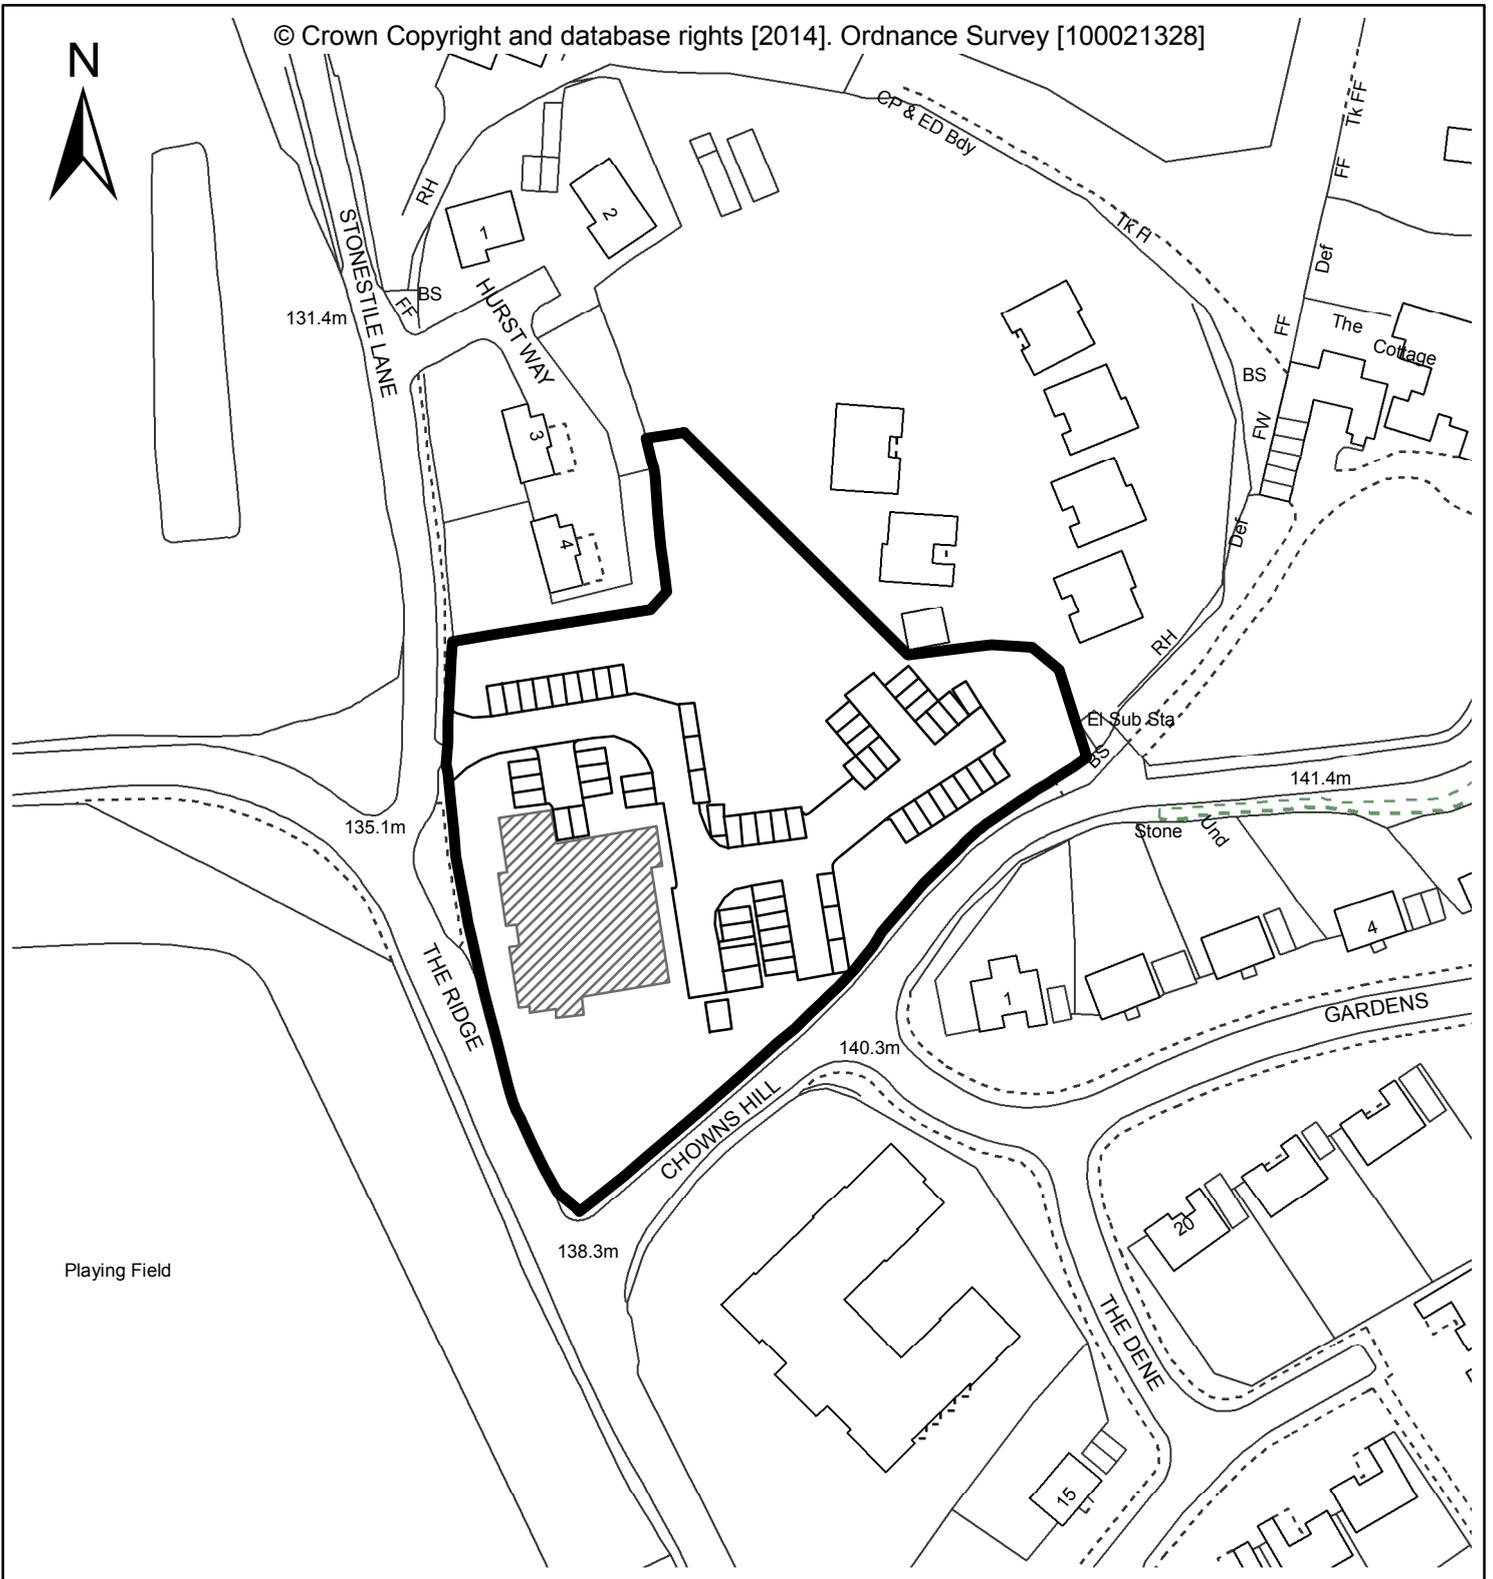 © Crown Copyright and database rights [2014]. Ordnance Survey [100021328]
N
CP & ED Bdy
Tk FF
FF
RH
1
2
STONESTILE LANE
BS
FF
131.4m
HURST WAY
Tk Fl
Def
The
Cottage
FF
BS
FW
3
4
Def
RH
El Sub Sta
BS
141.4m
135.1m
Stone
Und
THE RIDGE
1
4
GARDENS
140.3m
CHOWNS HILL
138.3m
Playing Field
20
THE DENE
15